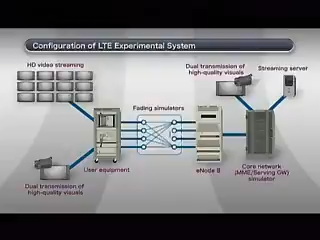 Configuration of LTE Experimental System
HD video streaming
Dual transmission of
high-quality visuals
Streaming server
Fading simulators
User equipment
eNode B
Core network
(MME/Serving GW)
simulator
Dual transmission of
high-quality visuals